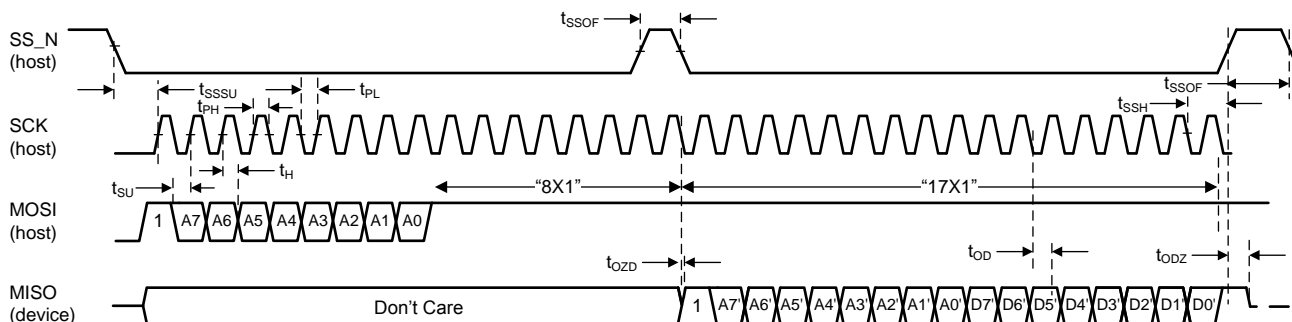 tSSOF
SS_N
(host)
tSSSU
tPL
tSSOF
tPH
tSSH
SCK
(host)
tH
tSU
“8X1”
“17X1”
MOSI
(host)
1 A7 A6 A5 A4 A3 A2 A1 A0
tOZD
tOD
tODZ
MISO
(device)
Don’t Care
1 A7' A6' A5' A4' A3' A2' A1' A0' D7' D6' D5' D4' D3' D2' D1' D0'